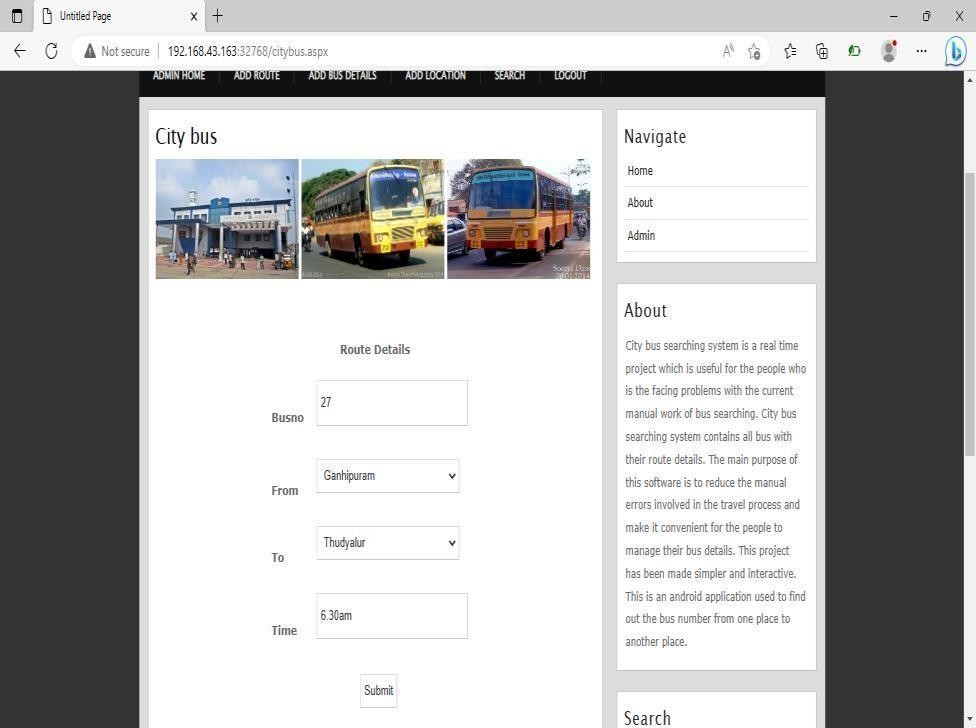 Untitled Page
Not secure 192.168.43.163:32768/citybus.aspx
ADMIN HOME ADD ROUTE ADD BUS DETAILS ADD LOCATION SEARCH LOGOUT
City bus
Route Details
Busno 27
From Ganhipuram
To Thudyalur
Time 6.30am
Submit
Navigate
Home
About
Admin
About
City bus searching system is a real time
project which is useful for the people who
is the facing problems with the current
manual work of bus searching. City bus
searching system contains all bus with
their route details. The main purpose of
this software is to reduce the manual
errors involved in the travel process and
make it convenient for the people to
manage their bus details. This project
has been made simpler and interactive.
This is an android application used to find
out the bus number from one place to
another place.
Search